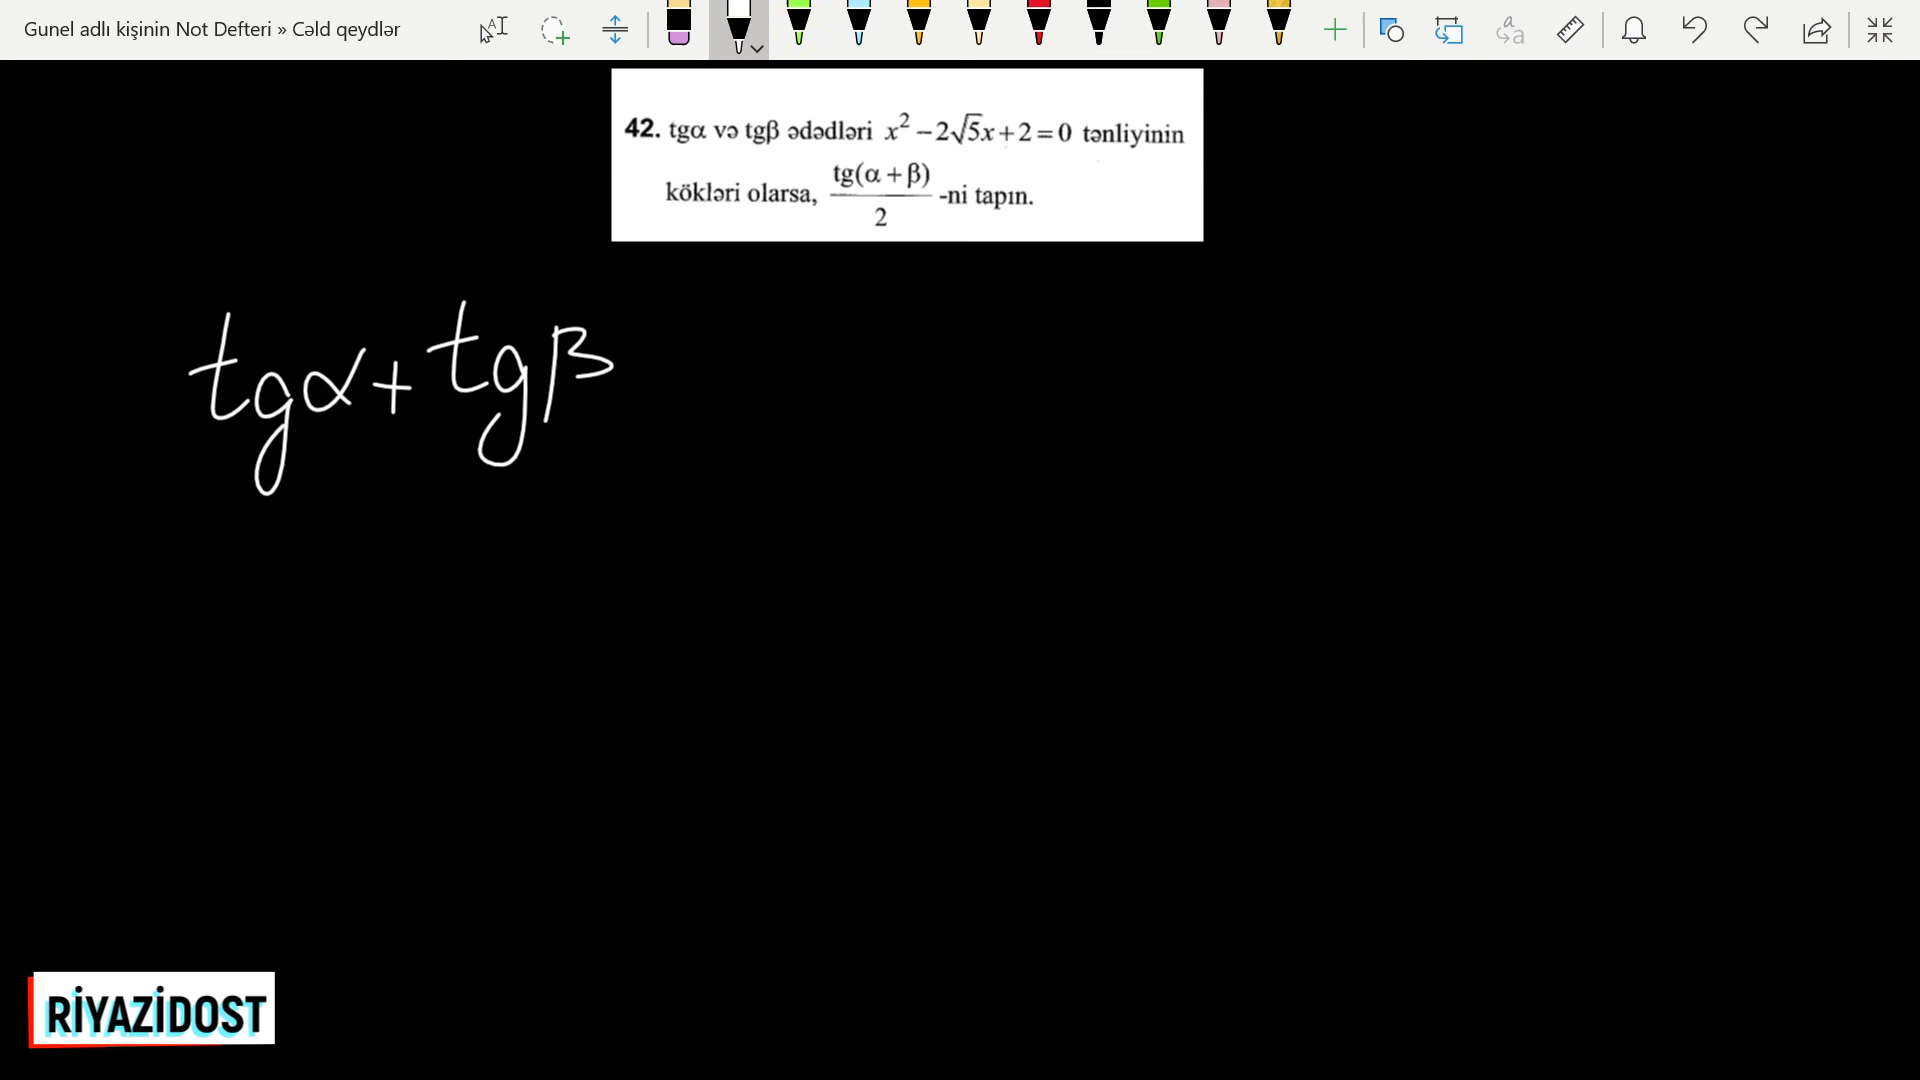 Gunel adlı kişinin Not Defteri » Cəld qeydlər
42. tgα və tgβ ədədləri x² − 2√5x + 2 = 0 tənliyinin
kökləri olarsa, tg(α + β)/2 -ni tapın.
tgα + tgβ
RİYAZİDOST